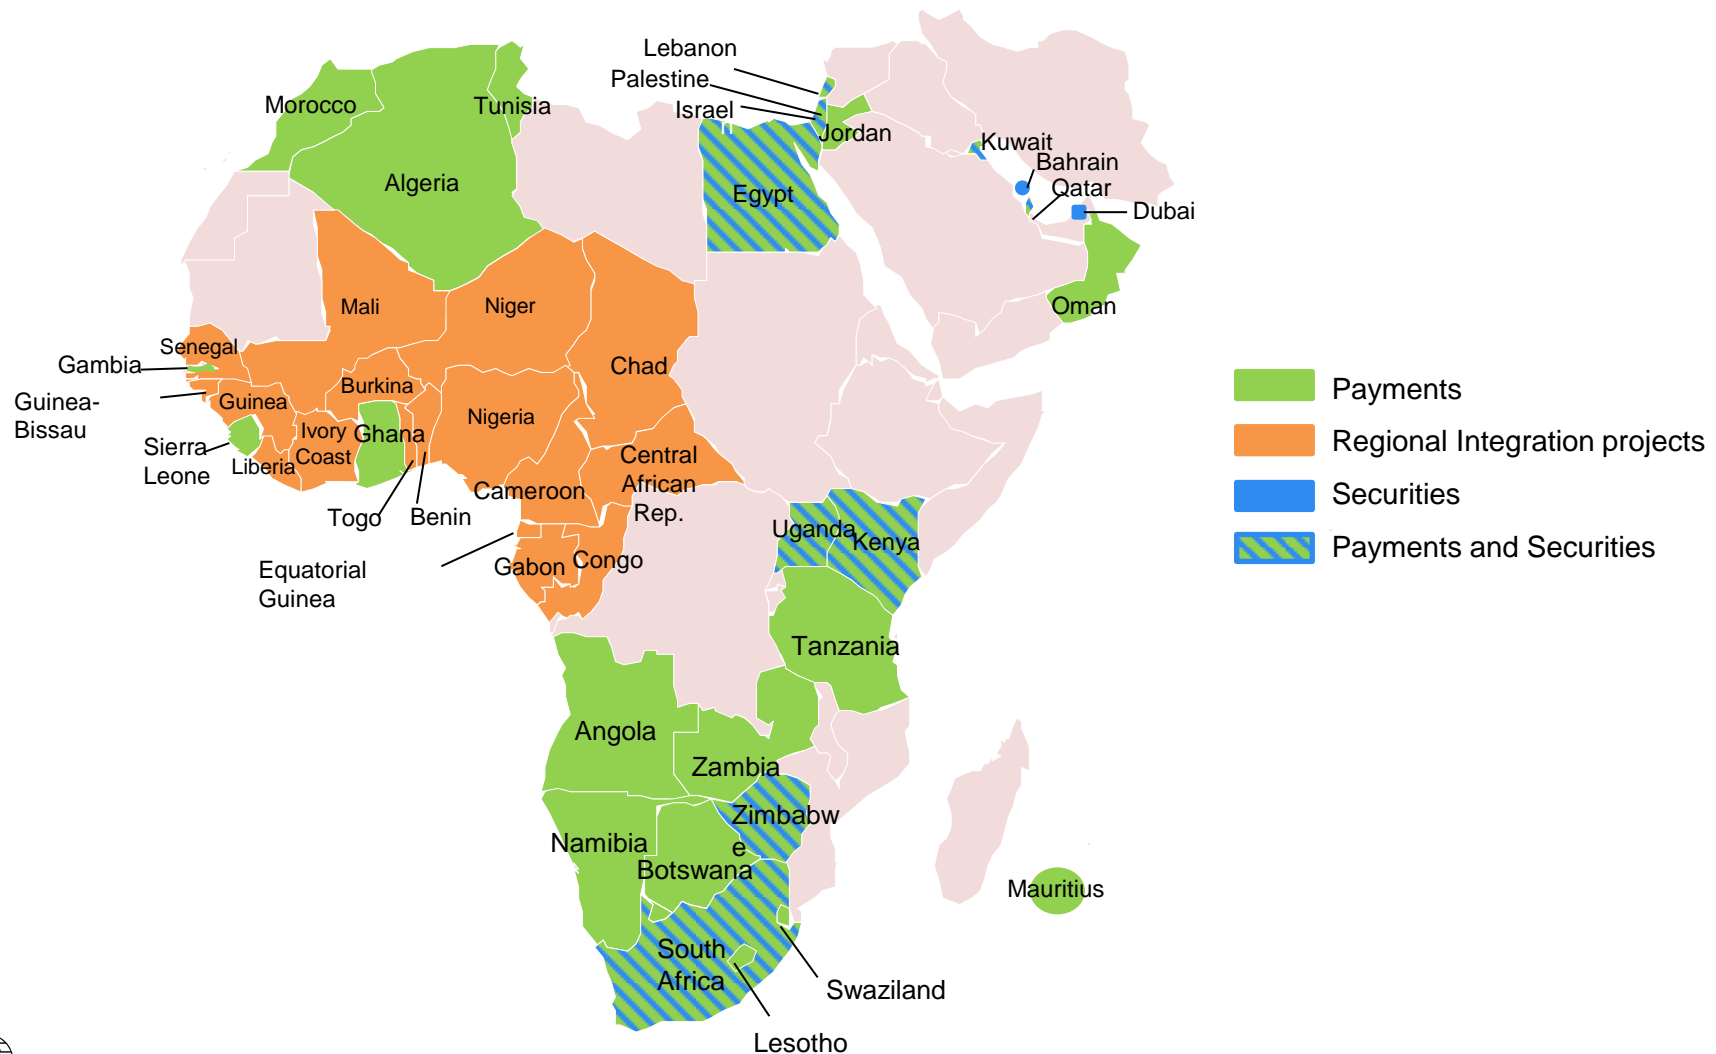 Lebanon
Palestine
Israel
n
Morocco
Tunisia
Jordan
Kuwait
Bahrain
Qatar
Dubai
Algeria
Egypt
Oman
Mali
Niger
Chad
Senegal
Gambia
Guinea-
Bissau
Guinea
Burkina
Nigeria
Ivory
Coast
Ghana
Sierra
Leone
Liberia
Togo
Benin
Cameroon
Central
African
Rep.
Equatorial
Guinea
Gabon
Congo
Uganda
Kenya
Tanzania
Angola
Zambia
Zimbabw
e
Namibia
Botswana
Mauritius
South
Africa
Swaziland
Lesotho
Payments
Regional Integration projects
Securities
Payments and Securities